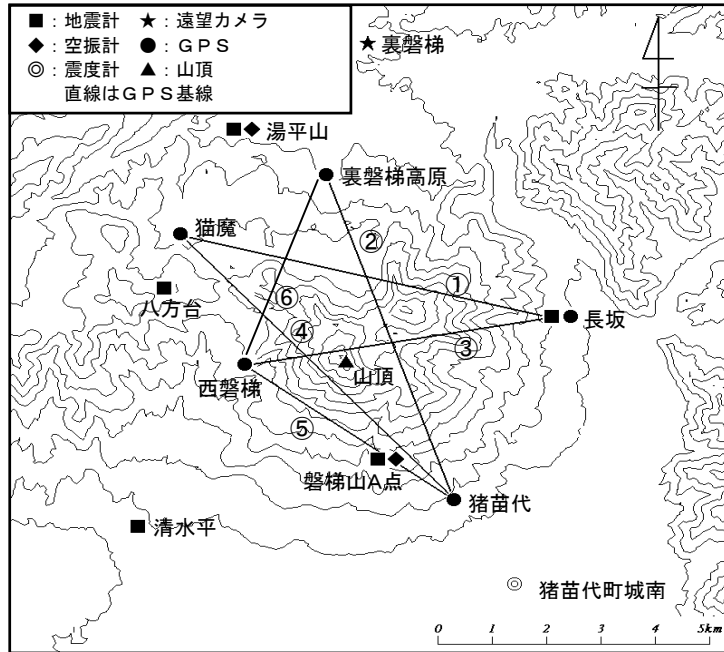 ■：地震計 ★：遠望カメラ
◆：空振計 ●：ＧＰＳ
◎：震度計 ▲：山頂
直線はＧＰＳ基線
★裏磐梯
■◆湯平山
●裏磐梯高原
●猫魔
②
①
■八方台
⑥
④
■●長坂
③
●西磐梯
▲山頂
⑤
■◆磐梯山Ａ点
●猪苗代
■清水平
◎猪苗代町城南
0 1 2 3 4 5km